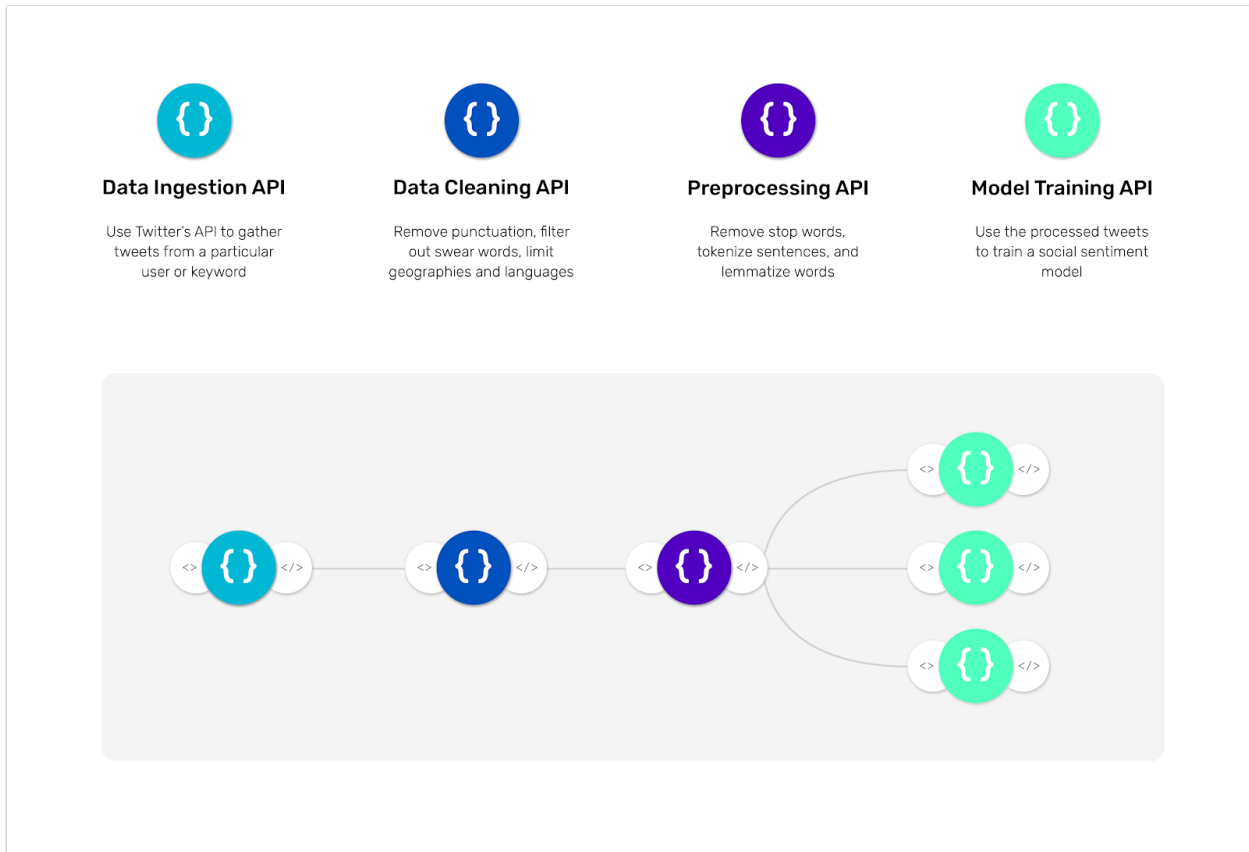 {}
{}
{}
{}
Data Ingestion API
Data Cleaning API
Preprocessing API
Model Training API
Use Twitter's API to gather
tweets from a particular
user or keyword
Remove punctuation, filter
out swear words, limit
geographies and languages
Remove stop words,
tokenize sentences, and
lemmatize words
Use the processed tweets
to train a social sentiment
model
<> {} </>
<> {} </>
<> {} </>
<> {} </>
<> {} </>
<> {} </>